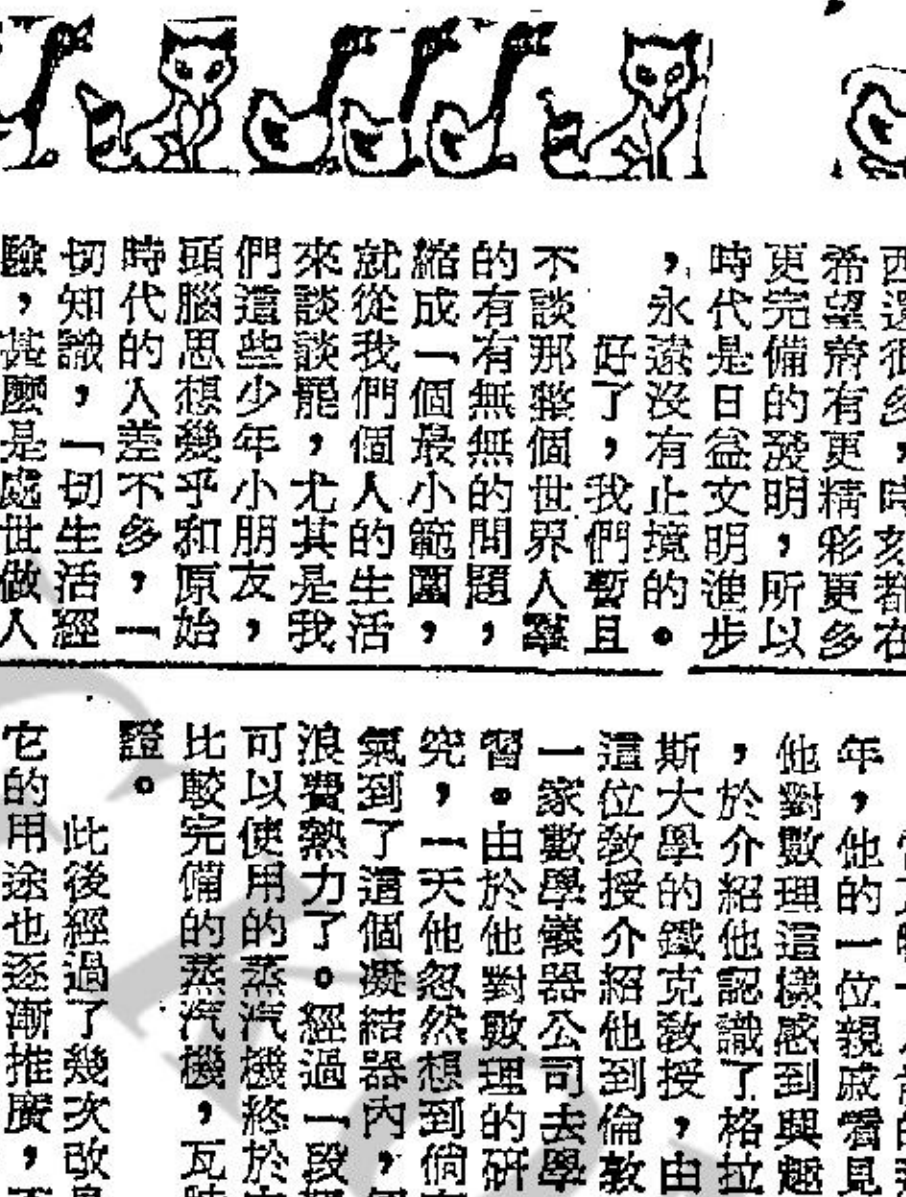 西還很多，時刻都在
希望着有更精彩更多
更完備的發明，所以
時代是日益文明進步
，永遠沒有止境的。
好了，我們暫且
不談那整個世界人羣
的有有無無的問題，
縮成一個最小範圍，
就從我們個人的生活
來談談罷，尤其是我
們這些少年小朋友，
頭腦思想幾乎和原始
時代的人差不多，一
切知識，一切生活經
驗，甚麼是處世做人
年，他的一位親戚看見
他對數理這樣感到興趣
，於介紹他認識了格拉
斯大學的鐵克教授，由
這位教授介紹他到倫敦
一家數學儀器公司去學
習。由於他對數理的研
究，一天他忽然想到倘
氣到了這個凝結器內，
浪費熱力了。經過一段
可以使用的蒸汽機終於
比較完備的蒸汽機，瓦
證。
此後經過了幾次改
它的用途也逐漸推廣，